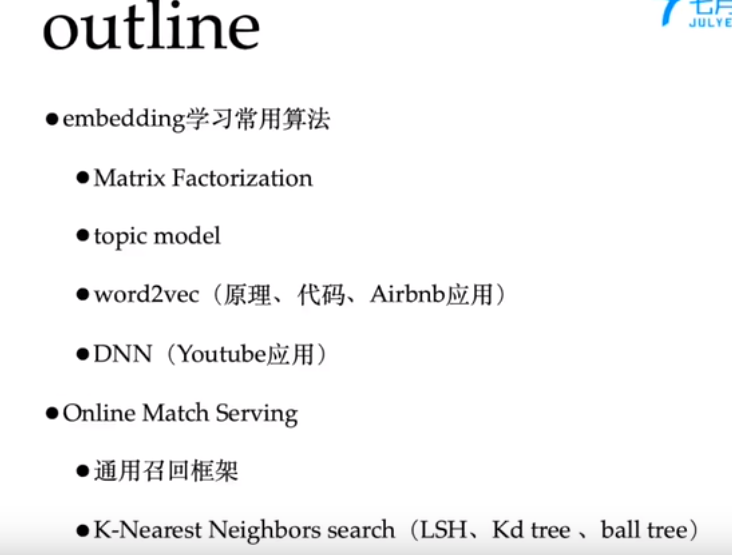 outline
七月
JULYE
●embedding学习常用算法
●Matrix Factorization
●topic model
●word2vec（原理、代码、Airbnb应用）
●DNN（Youtube应用）
●Online Match Serving
●通用召回框架
●K-Nearest Neighbors search（LSH、Kd tree 、ball tree）